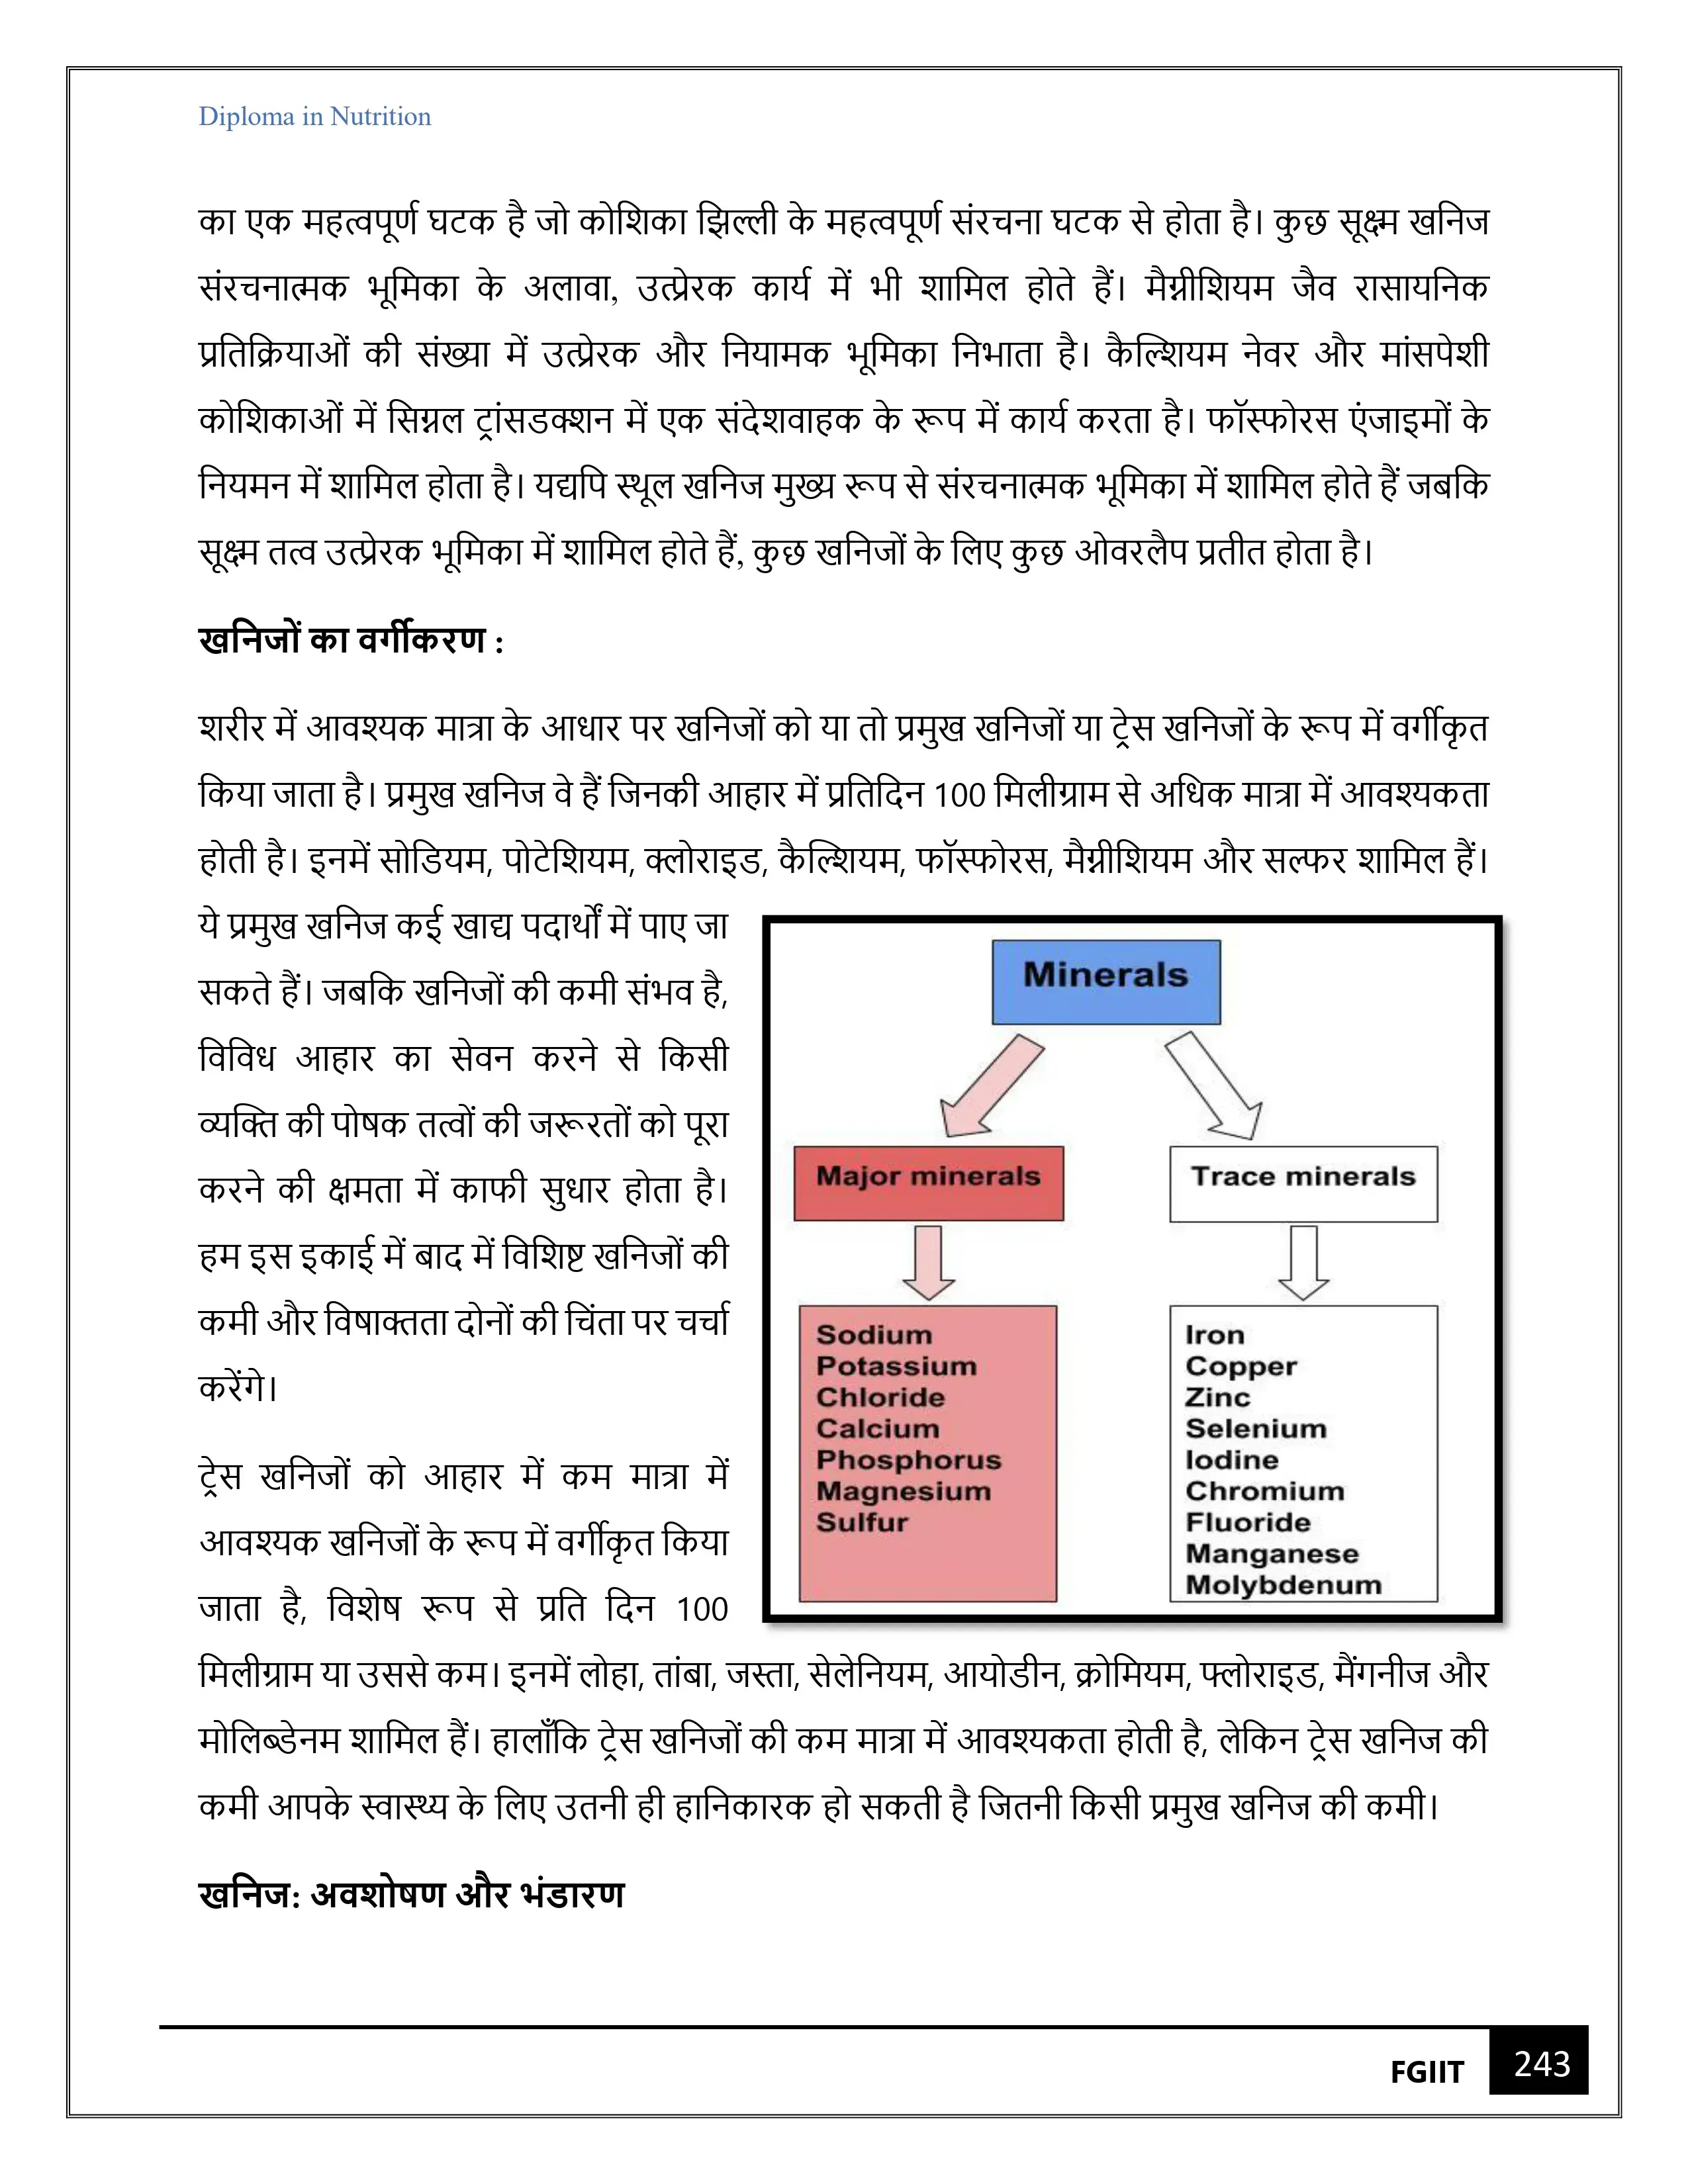 Diploma in Nutrition
का एक महत्वपूर्ण घटक है जो कोशिका झिल्ली के महत्वपूर्ण संरचना घटक से होता है। कुछ सूक्ष्म खनिज
संरचनात्मक भूमिका के अलावा, उत्प्रेरक कार्य में भी शामिल होते हैं। मैग्नीशियम जैव रासायनिक
प्रतिक्रियाओं की संख्या में उत्प्रेरक और नियामक भूमिका निभाता है। कैल्शियम नेवर और मांसपेशी
कोशिकाओं में सिग्नल ट्रांसडक्शन में एक संदेशवाहक के रूप में कार्य करता है। फॉस्फोरस एंजाइमों के
नियमन में शामिल होता है। यद्यपि स्थूल खनिज मुख्य रूप से संरचनात्मक भूमिका में शामिल होते हैं जबकि
सूक्ष्म तत्व उत्प्रेरक भूमिका में शामिल होते हैं, कुछ खनिजों के लिए कुछ ओवरलैप प्रतीत होता है।
खनिजों का वर्गीकरण :
शरीर में आवश्यक मात्रा के आधार पर खनिजों को या तो प्रमुख खनिजों या ट्रेस खनिजों के रूप में वर्गीकृत
किया जाता है। प्रमुख खनिज वे हैं जिनकी आहार में प्रतिदिन 100 मिलीग्राम से अधिक मात्रा में आवश्यकता
होती है। इनमें सोडियम, पोटेशियम, क्लोराइड, कैल्शियम, फॉस्फोरस, मैग्नीशियम और सल्फर शामिल हैं।
ये प्रमुख खनिज कई खाद्य पदार्थों में पाए जा
सकते हैं। जबकि खनिजों की कमी संभव है,
विविध आहार का सेवन करने से किसी
व्यक्ति की पोषक तत्वों की जरूरतों को पूरा
करने की क्षमता में काफी सुधार होता है।
हम इस इकाई में बाद में विशिष्ट खनिजों की
कमी और विषाक्तता दोनों की चिंता पर चर्चा
करेंगे।
ट्रेस खनिजों को आहार में कम मात्रा में
आवश्यक खनिजों के रूप में वर्गीकृत किया
जाता है, विशेष रूप से प्रति दिन 100
Minerals
Major minerals
Trace minerals
Sodium
Potassium
Chloride
Calcium
Phosphorus
Magnesium
Sulfur
Iron
Copper
Zinc
Selenium
Iodine
Chromium
Fluoride
Manganese
Molybdenum
मिलीग्राम या उससे कम। इनमें लोहा, तांबा, जस्ता, सेलेनियम, आयोडीन, क्रोमियम, फ्लोराइड, मैंगनीज और
मोलिब्डेनम शामिल हैं। हालाँकि ट्रेस खनिजों की कम मात्रा में आवश्यकता होती है, लेकिन ट्रेस खनिज की
कमी आपके स्वास्थ्य के लिए उतनी ही हानिकारक हो सकती है जितनी किसी प्रमुख खनिज की कमी।
खनिज: अवशोषण और भंडारण
FGIIT
243